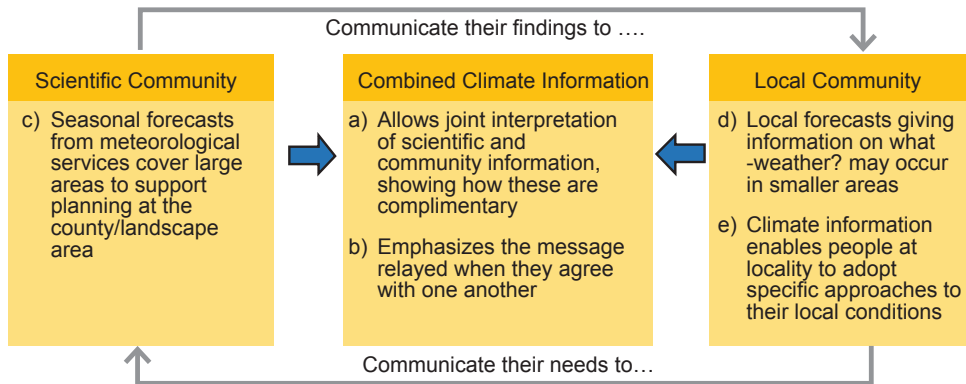 Communicate their findings to ....
Scientific Community
c) Seasonal forecasts
from meteorological
services cover large
areas to support
planning at the
county/landscape
area
Combined Climate Information
a) Allows joint interpretation
of scientific and
community information,
showing how these are
complimentary
b) Emphasizes the message
relayed when they agree
with one another
Local Community
d) Local forecasts giving
information on what
-weather? may occur
in smaller areas
e) Climate information
enables people at
locality to adopt
specific approaches to
their local conditions
Communicate their needs to…